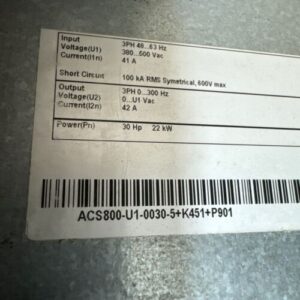 Input 3PH 48...63 Hz
Voltage(U1) 380...500 Vac
Current(I1n) 41 A
Short Circuit 100 kA RMS Symetrical, 600V max
Output 3PH 0...300 Hz
Voltage(U2) 0...U1 Vac
Current(I2n) 42 A
Power(Pn) 30 Hp 22 kW
ACS800-U1-0030-5+K451+P901